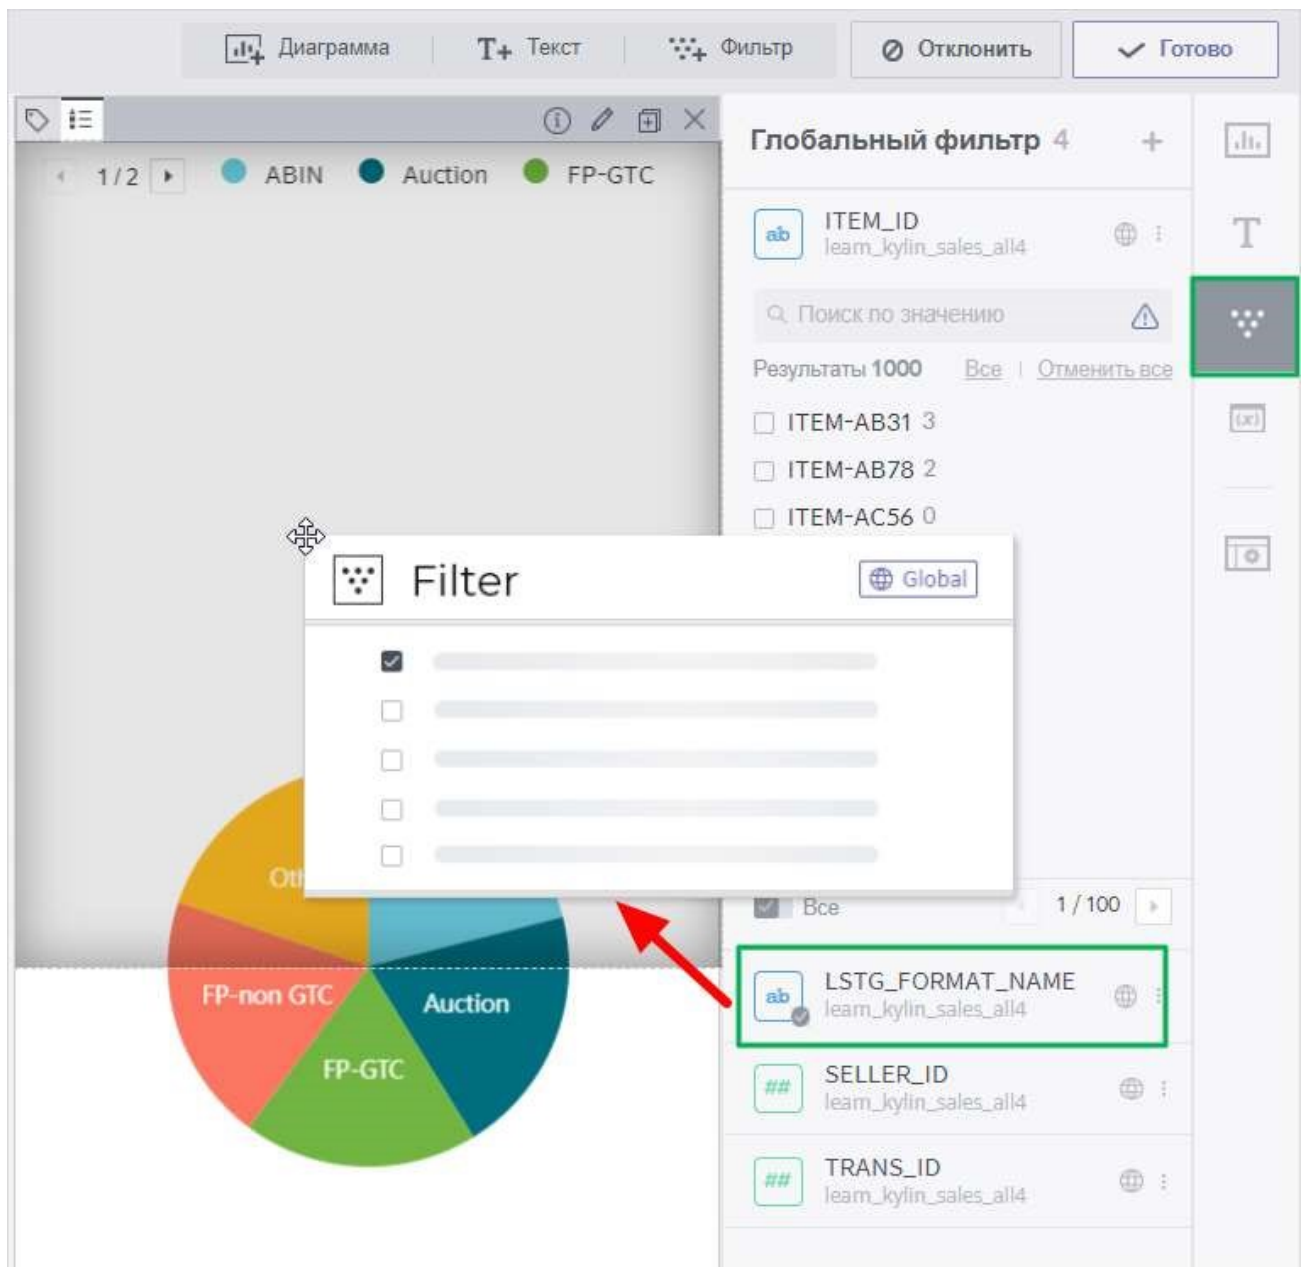 Диаграмма T+ Текст Фильтр Отклонить Готово
Глобальный фильтр 4 +
1/2 ABIN Auction FP-GTC
ab ITEM_ID
learn_kylin_sales_all4
T
Поиск по значению
Результаты 1000 Все | Отменить все
ITEM-AB31 3
(x)
ITEM-AB78 2
ITEM-AC56 0
Filter Global
Все 1 / 100
ab LSTG_FORMAT_NAME
learn_kylin_sales_all4
## SELLER_ID
learn_kylin_sales_all4
## TRANS_ID
learn_kylin_sales_all4
FP-non GTC
Auction
FP-GTC